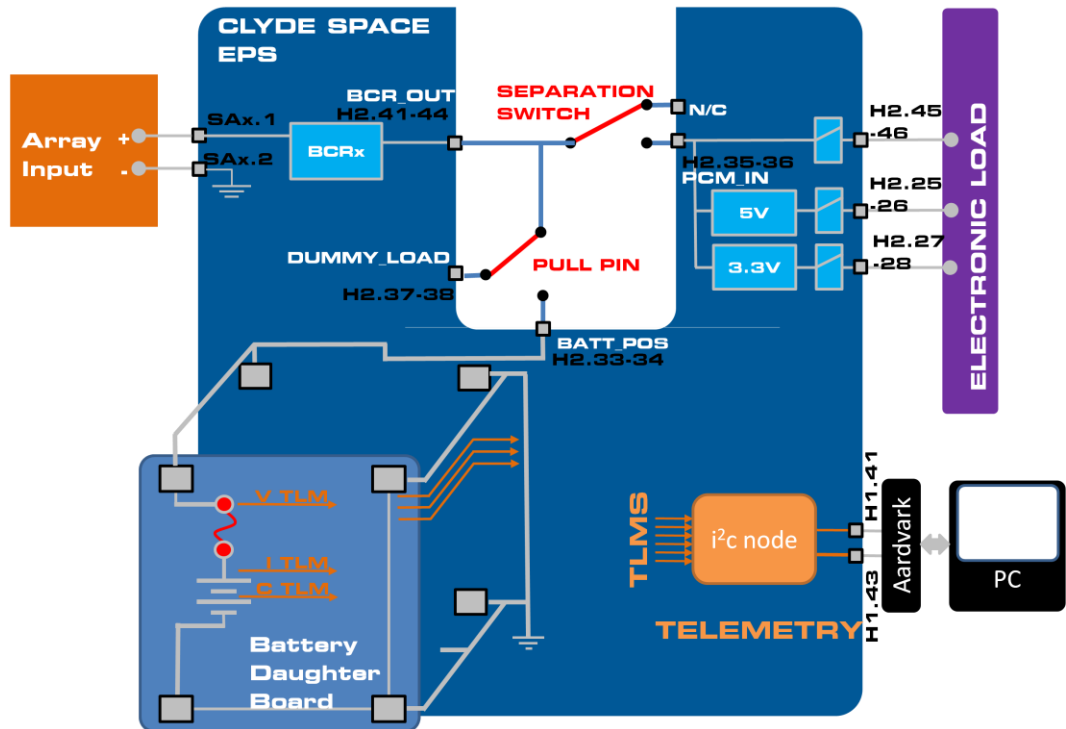 CLYDE SPACE
EPS
Array
Input
+
-
SAx.1
SAx.2
BCRx
BCR_OUT
H2.41-44
SEPARATION
SWITCH
N/C
H2.35-36
PCM_IN
5V
3.3V
H2.45
-46
H2.25
-26
H2.27
-28
ELECTRONIC LOAD
DUMMY_LOAD
H2.37-38
PULL PIN
BATT_POS
H2.33-34
V TLM
I TLM
C TLM
Battery
Daughter
Board
TLMS
i²c node
TELEMETRY
H1.41
H1.43
Aardvark
PC